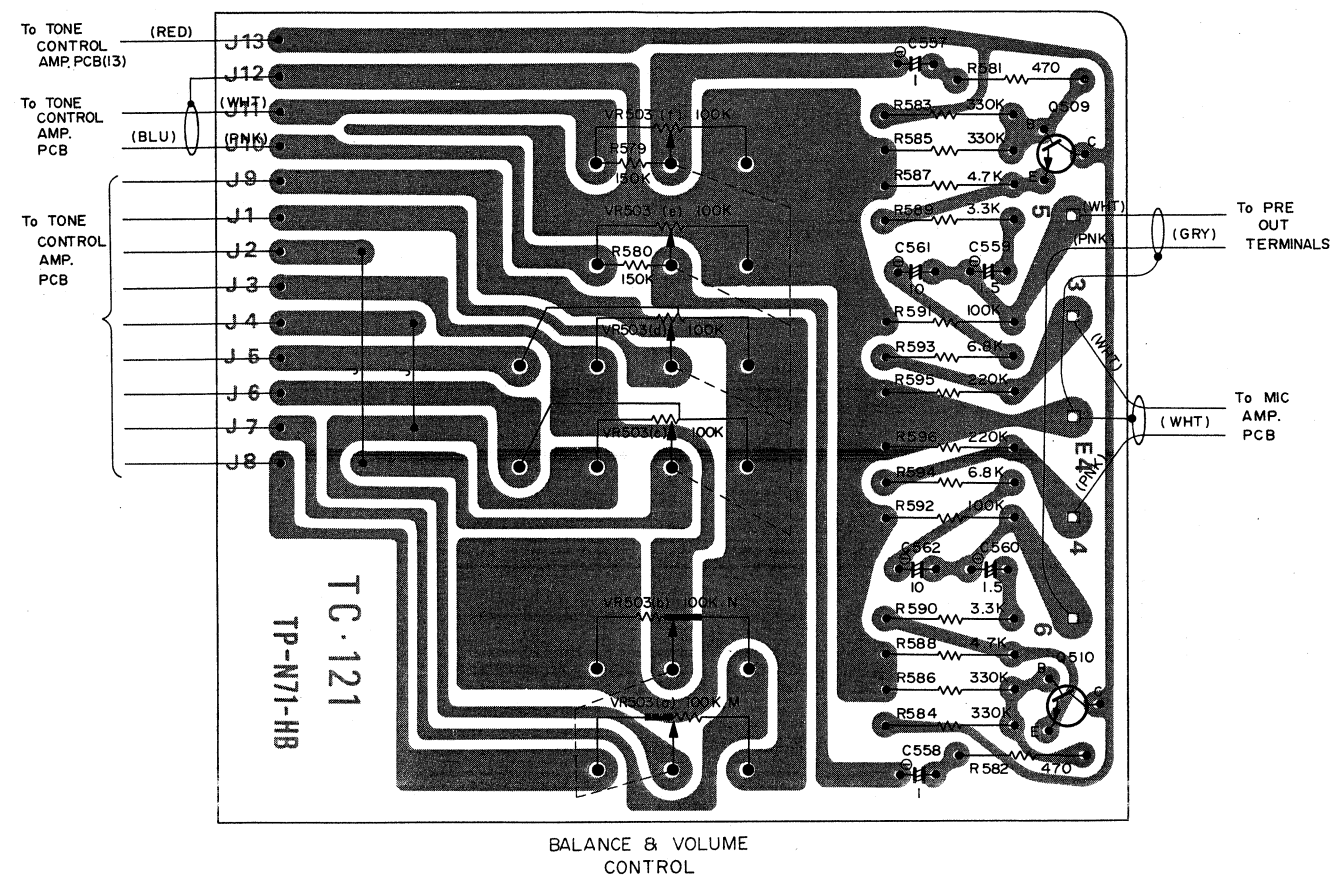 To TONE
CONTROL
AMP. PCB(13)
(RED)
J13
J12
To TONE
CONTROL
AMP.
PCB
(WHT)
J11
(BLU)
(PNK)
J10
J9
J1
To TONE
CONTROL
AMP.
PCB
J2
J3
J4
J5
J6
J7
J8
VR503 (f) 100K
R579
150K
VR503 (e) 100K
R580
150K
VR503(d) 100K
VR503(c) 100K
VR503(b) 100K N
VR503(a) 100K M
C557
1
R581 470
R583 330K
Q509
B
R585 330K
C
E
R587 4.7K
R589 3.3K
5
(WHT)
To PRE
OUT
TERMINALS
(PNK)
(GRY)
C561 C559
10 1.5
3
R591 100K
R593 6.8K
(WHT)
R595 220K
To MIC
AMP.
PCB
(WHT)
R596 220K
E
4
(PNK)
R594 6.8K
R592 100K
4
C562 C560
10 1.5
R590 3.3K
6
R588 4.7K
Q510
B
R586 330K
C
E
R584 330K
C558
1
R582 470
TC-121
TP-N71-HB
BALANCE & VOLUME
CONTROL